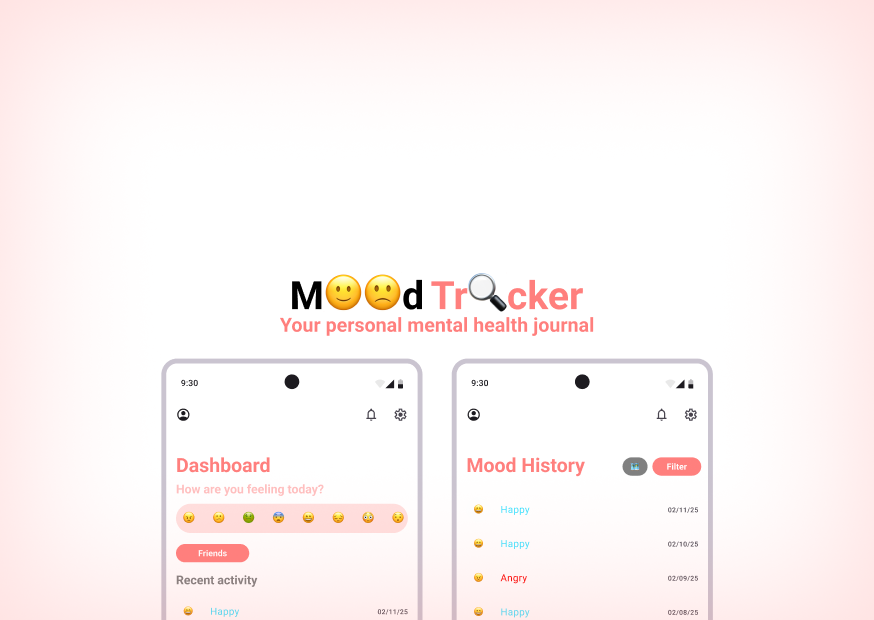 M🙂🙁d Tr🔍cker
Your personal mental health journal
9:30
Dashboard
How are you feeling today?
Friends
Recent activity
Happy 02/11/25
9:30
Mood History
Filter
Happy 02/11/25
Happy 02/10/25
Angry 02/09/25
Happy 02/08/25